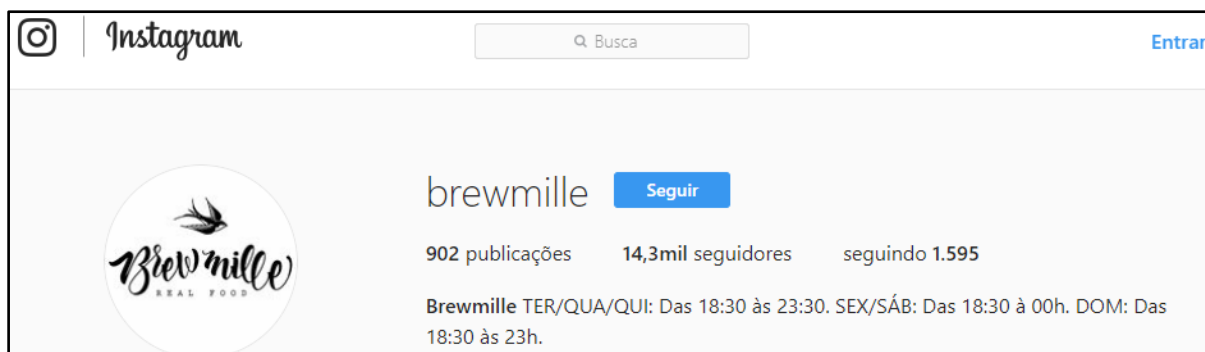 Instagram
Busca
Entrar
brewmille
Seguir
902 publicações 14,3mil seguidores seguindo 1.595
Brewmille
REAL FOOD
Brewmille TER/QUA/QUI: Das 18:30 às 23:30. SEX/SÁB: Das 18:30 à 00h. DOM: Das
18:30 às 23h.